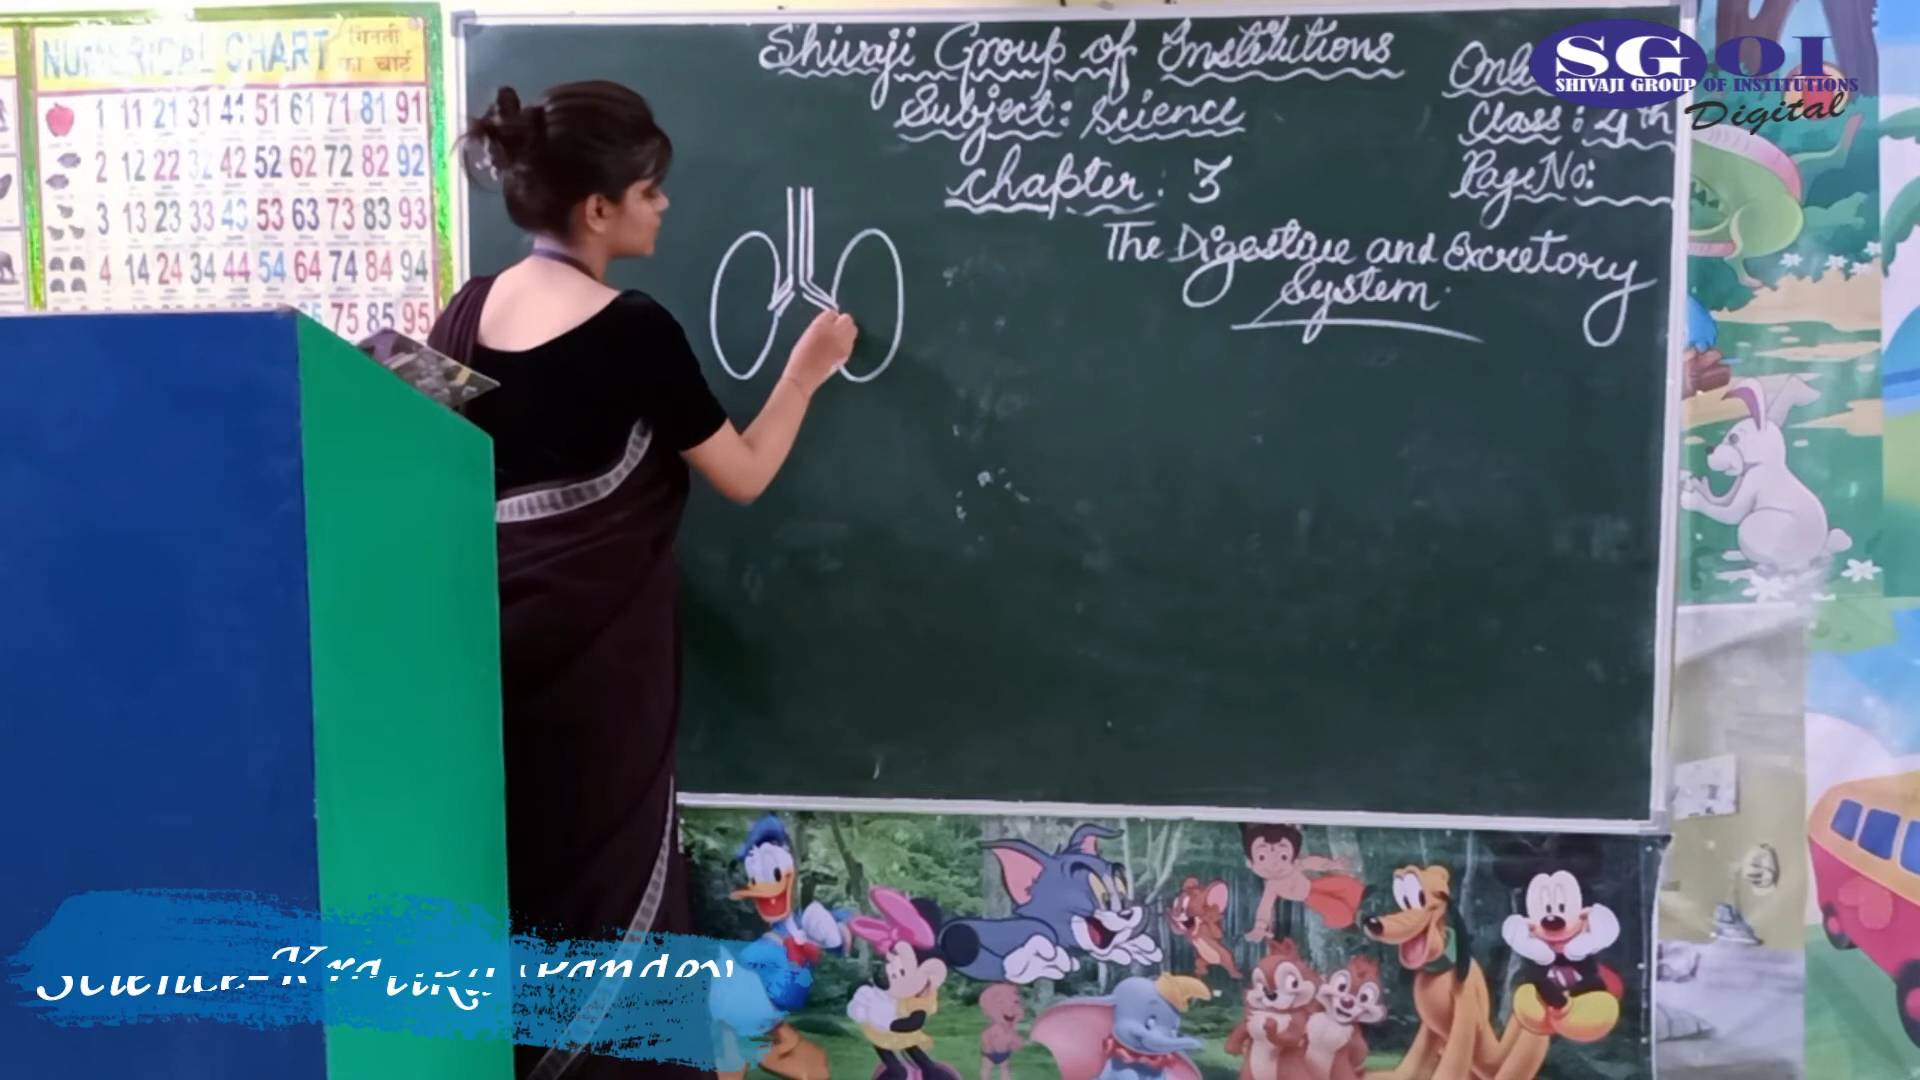 NUMERICAL CHART गिनती का चार्ट
1 11 21 31 41 51 61 71 81 91
2 12 22 32 42 52 62 72 82 92
3 13 23 33 43 53 63 73 83 93
4 14 24 34 44 54 64 74 84 94
75 85 95
Shivaji Group of Institutions
Subject: Science
Chapter: 3
The Digestive and Excretory
System.
Class: 4th
Page No:
SGOI
SHIVAJI GROUP OF INSTITUTIONS
Digital